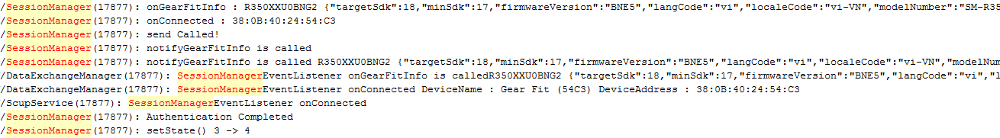 /SessionManager(17877): onGearFitInfo : R350XXU0BNG2 {"targetSdk":18,"minSdk":17,"firmwareVersion":"BNE5","langCode":"vi","localeCode":"vi-VN","modelNumber":"SM-R35
/SessionManager(17877): onConnected : 38:0B:40:24:54:C3
/SessionManager(17877): send Called!
/SessionManager(17877): notifyGearFitInfo is called
/SessionManager(17877): notifyGearFitInfo is called R350XXU0BNG2 {"targetSdk":18,"minSdk":17,"firmwareVersion":"BNE5","langCode":"vi","localeCode":"vi-VN","modelNum
/DataExchangeManager(17877): SessionManagerEventListener onGearFitInfo is calledR350XXU0BNG2 {"targetSdk":18,"minSdk":17,"firmwareVersion":"BNE5","langCode":"vi","l
/DataExchangeManager(17877): SessionManagerEventListener onConnected DeviceName : Gear Fit (54C3) DeviceAddress : 38:0B:40:24:54:C3
/ScupService(17877): SessionManagerEventListener onConnected
/SessionManager(17877): Authentication Completed
/SessionManager(17877): setState() 3 -> 4